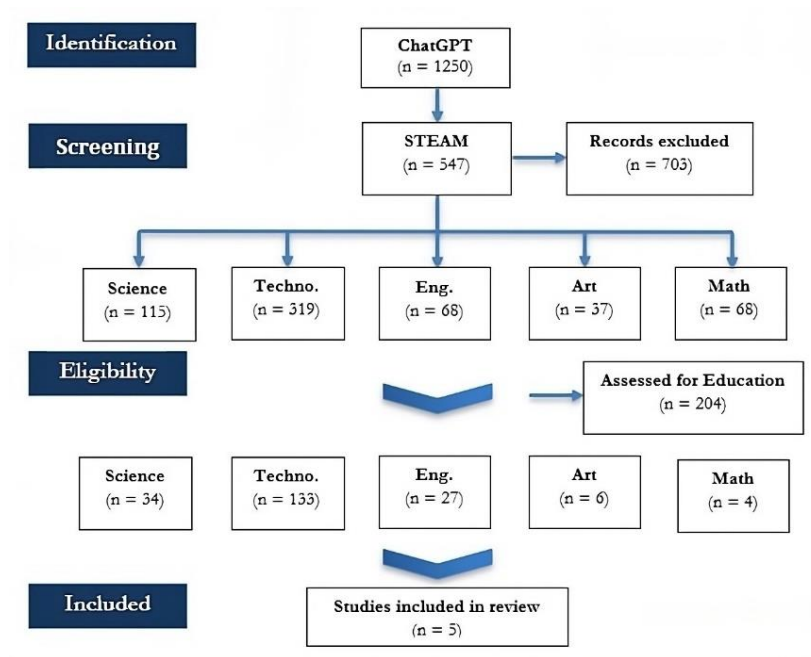 Identification
ChatGPT
(n = 1250)
Screening
STEAM
(n = 547)
Records excluded
(n = 703)
Science
(n = 115)
Techno.
(n = 319)
Eng.
(n = 68)
Art
(n = 37)
Math
(n = 68)
Eligibility
Assessed for Education
(n = 204)
Science
(n = 34)
Techno.
(n = 133)
Eng.
(n = 27)
Art
(n = 6)
Math
(n = 4)
Included
Studies included in review
(n = 5)